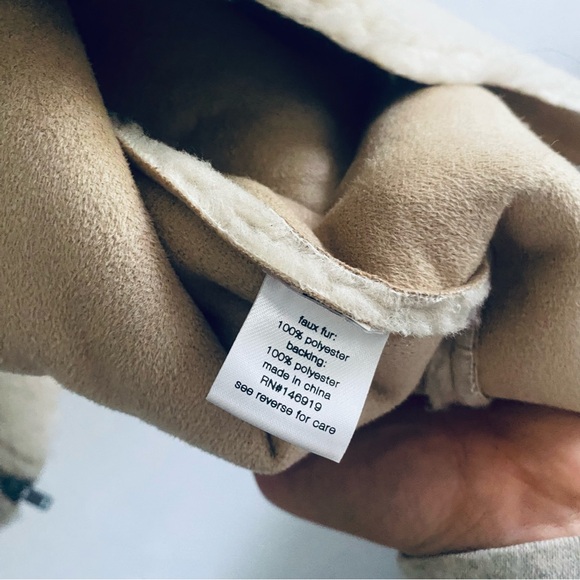 faux fur:
100% polyester
backing:
100% polyester
made in china
RN#146919
see reverse for care